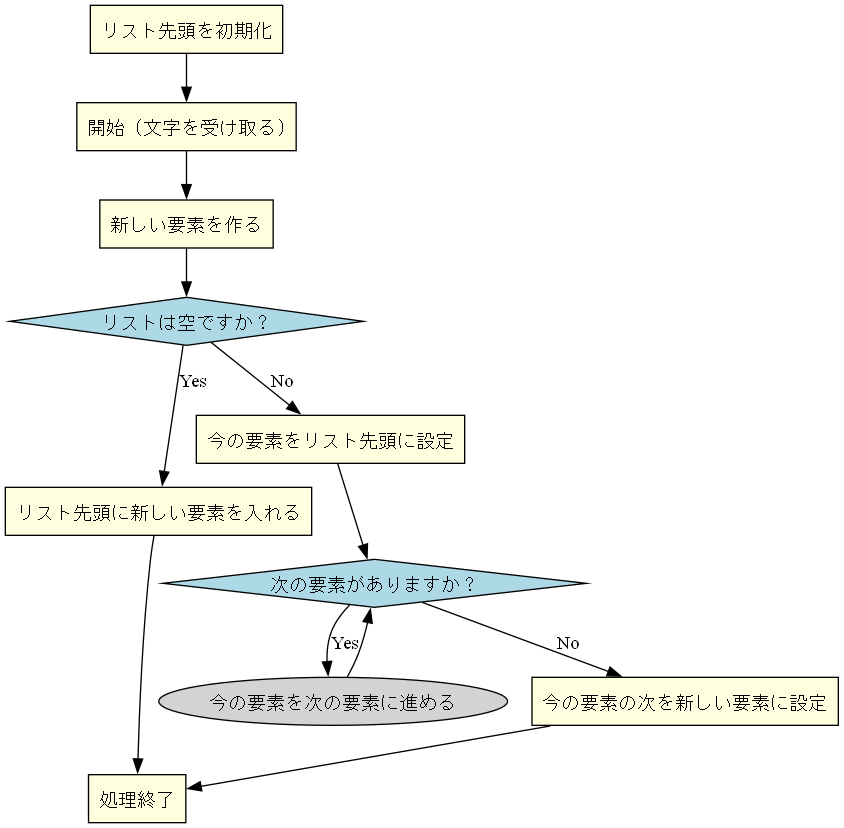 リスト先頭を初期化
開始（文字を受け取る）
新しい要素を作る
リストは空ですか？
Yes
No
今の要素をリスト先頭に設定
リスト先頭に新しい要素を入れる
次の要素がありますか？
Yes
No
今の要素を次の要素に進める
今の要素の次を新しい要素に設定
処理終了